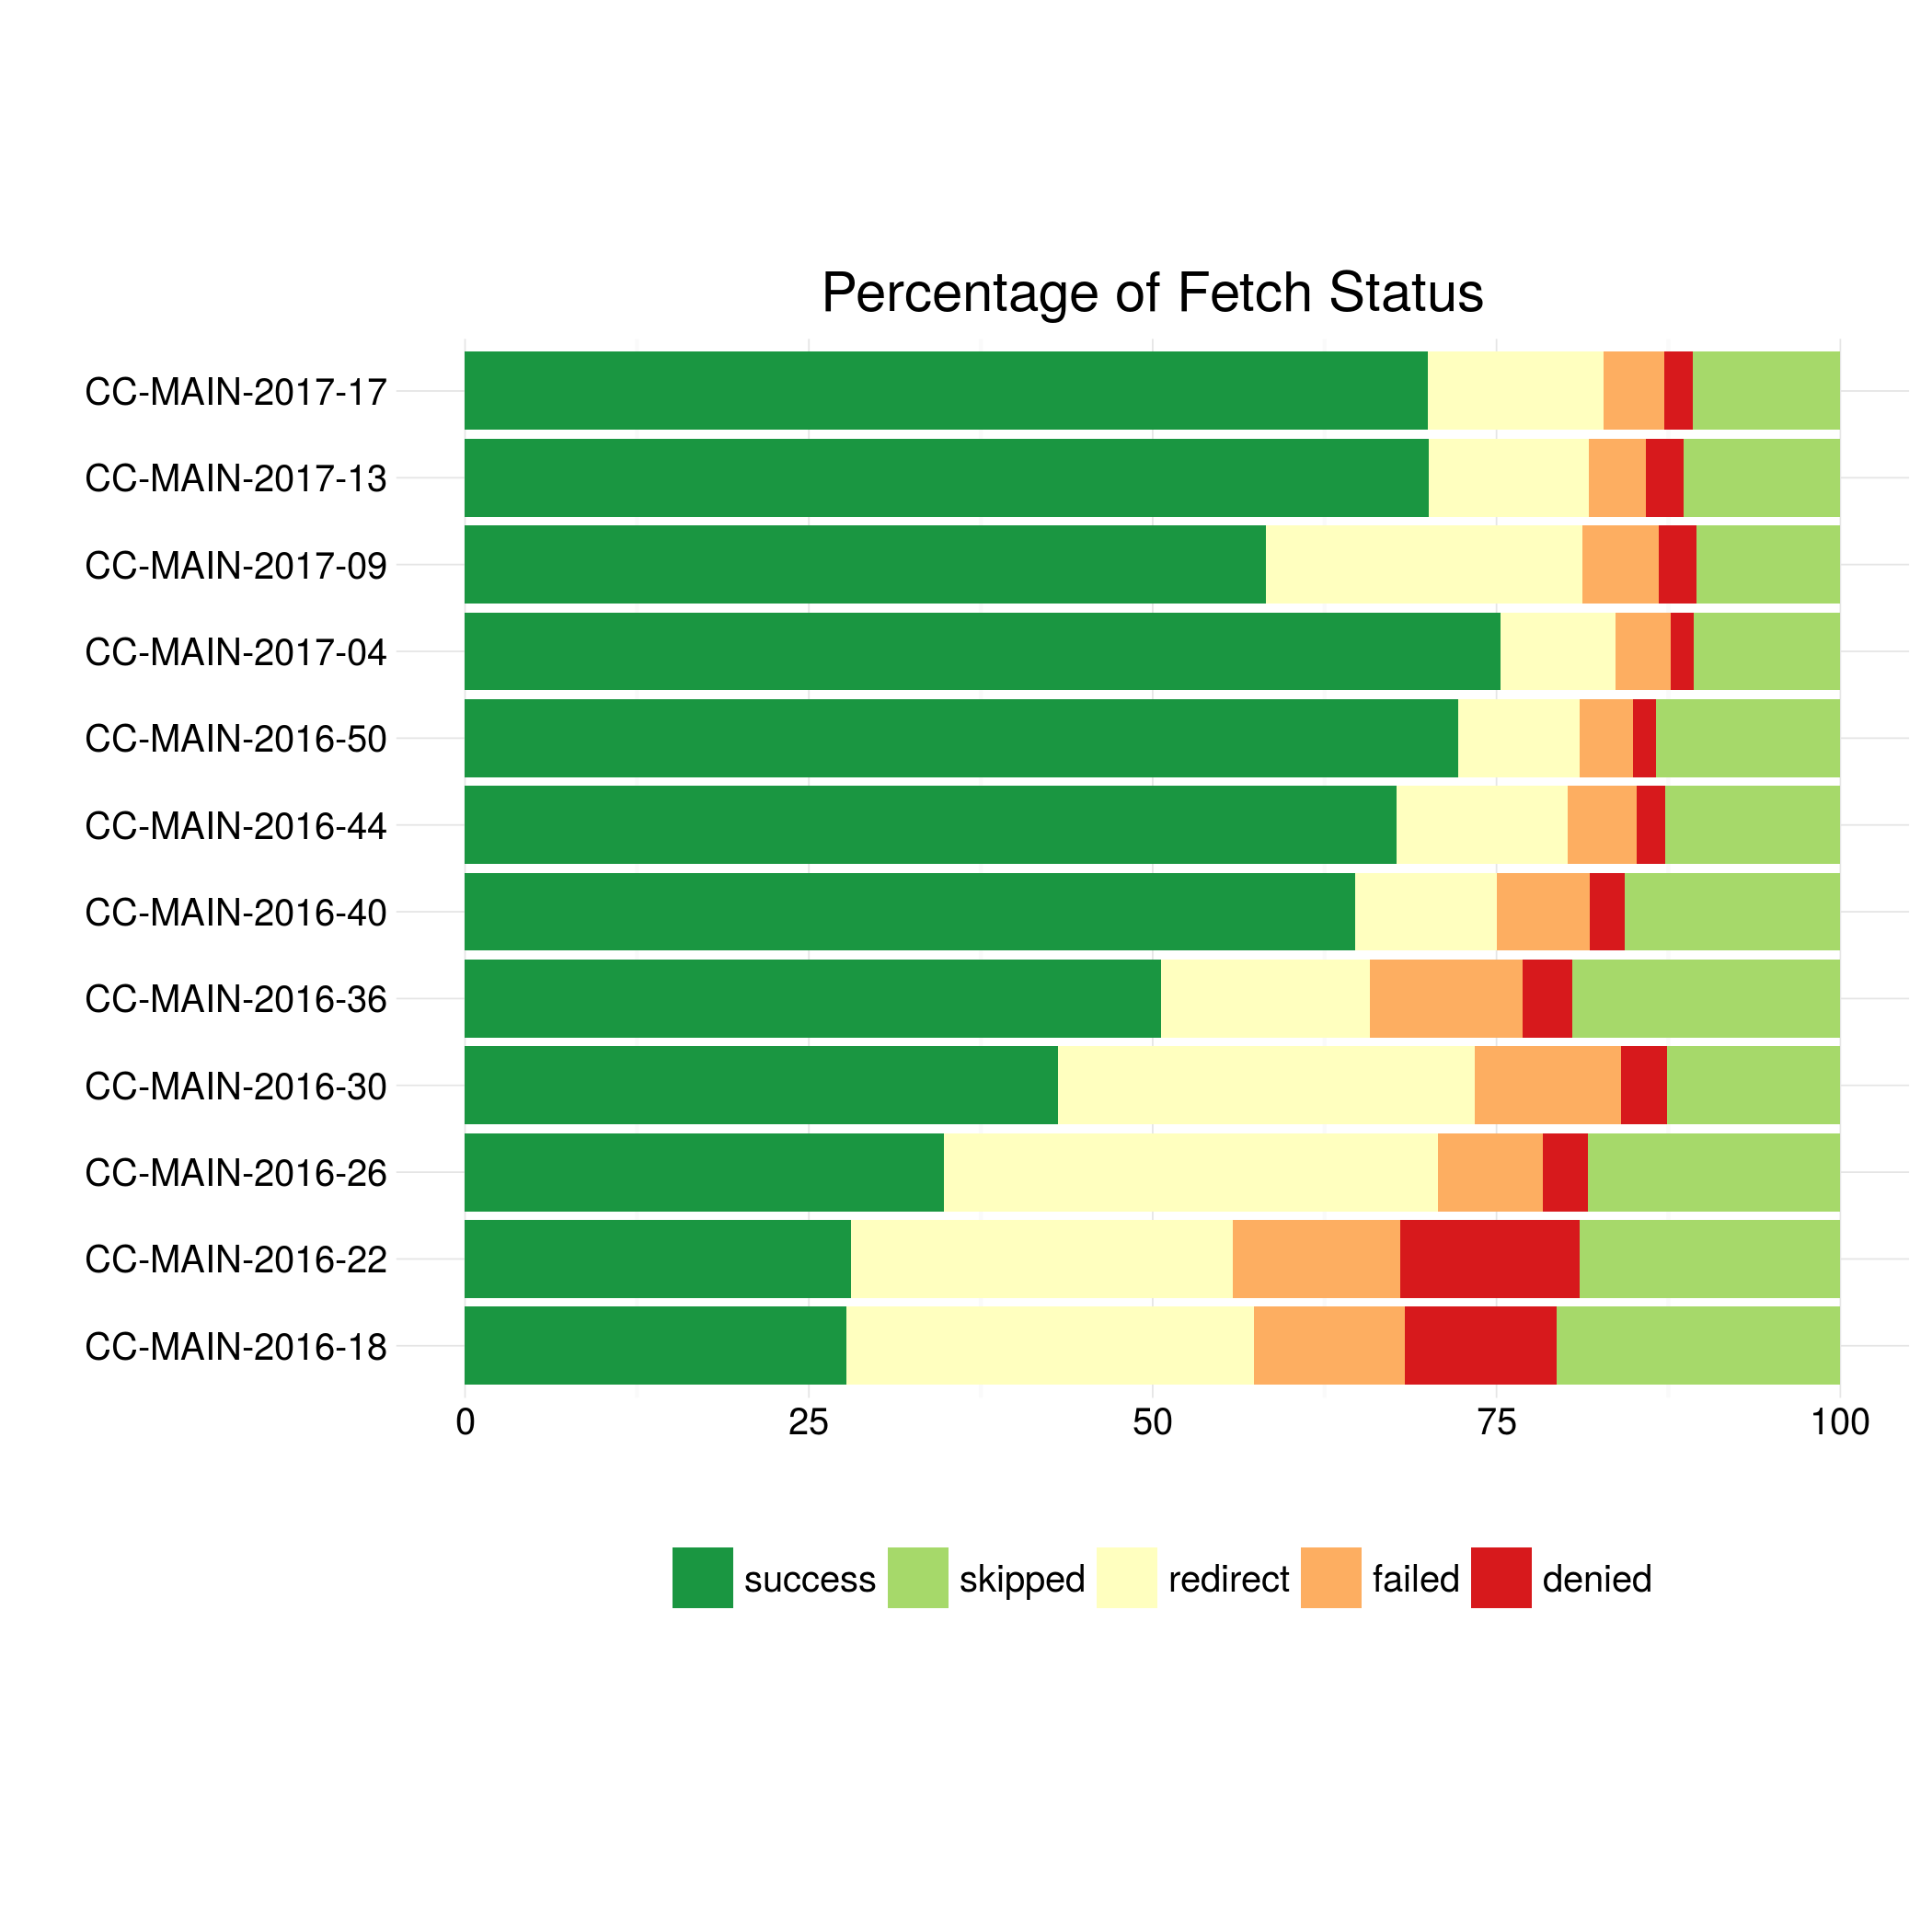 Percentage of Fetch Status
CC-MAIN-2017-17
CC-MAIN-2017-13
CC-MAIN-2017-09
CC-MAIN-2017-04
CC-MAIN-2016-50
CC-MAIN-2016-44
CC-MAIN-2016-40
CC-MAIN-2016-36
CC-MAIN-2016-30
CC-MAIN-2016-26
CC-MAIN-2016-22
CC-MAIN-2016-18
0 25 50 75 100
success skipped redirect failed denied